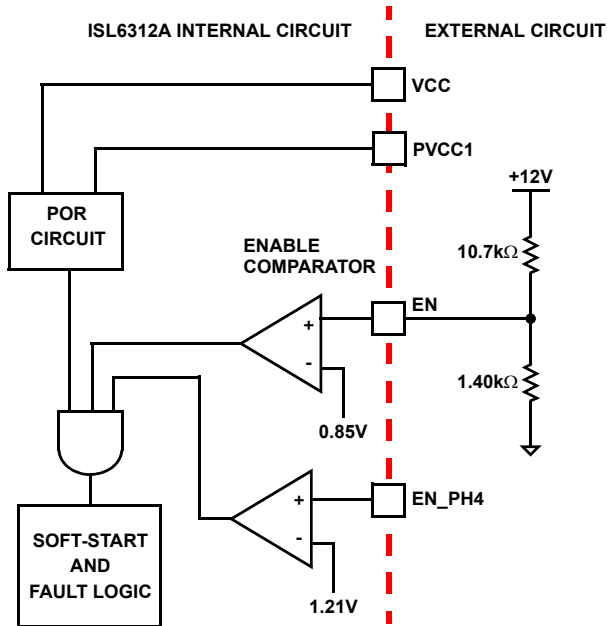 ISL6312A INTERNAL CIRCUIT
EXTERNAL CIRCUIT
VCC
PVCC1
+12V
POR
CIRCUIT
10.7kΩ
ENABLE
COMPARATOR
EN
+
-
1.40kΩ
0.85V
EN_PH4
+
-
SOFT-START
AND
FAULT LOGIC
1.21V